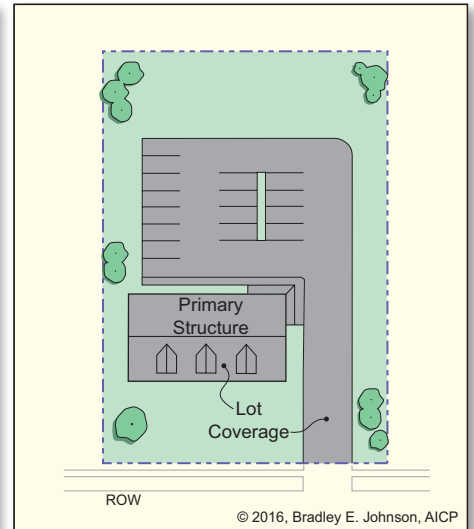 Primary
Structure
Lot
Coverage
ROW
© 2016, Bradley E. Johnson, AICP